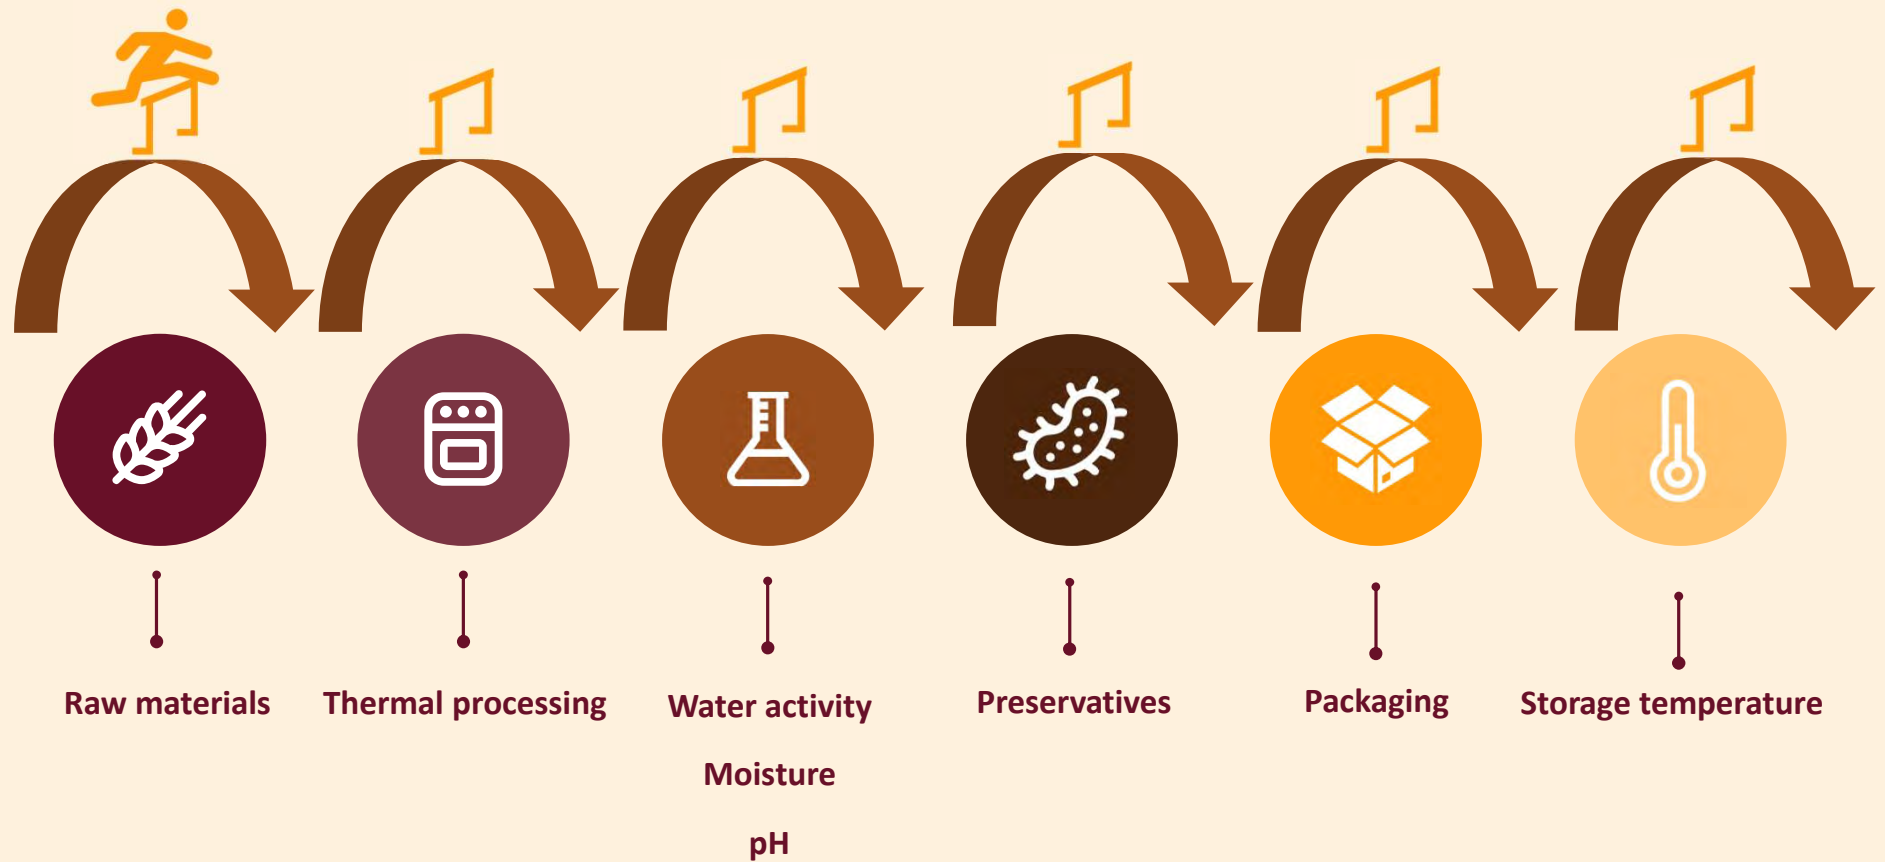 Raw materials
Thermal processing
Water activity
Moisture
pH
Preservatives
Packaging
Storage temperature